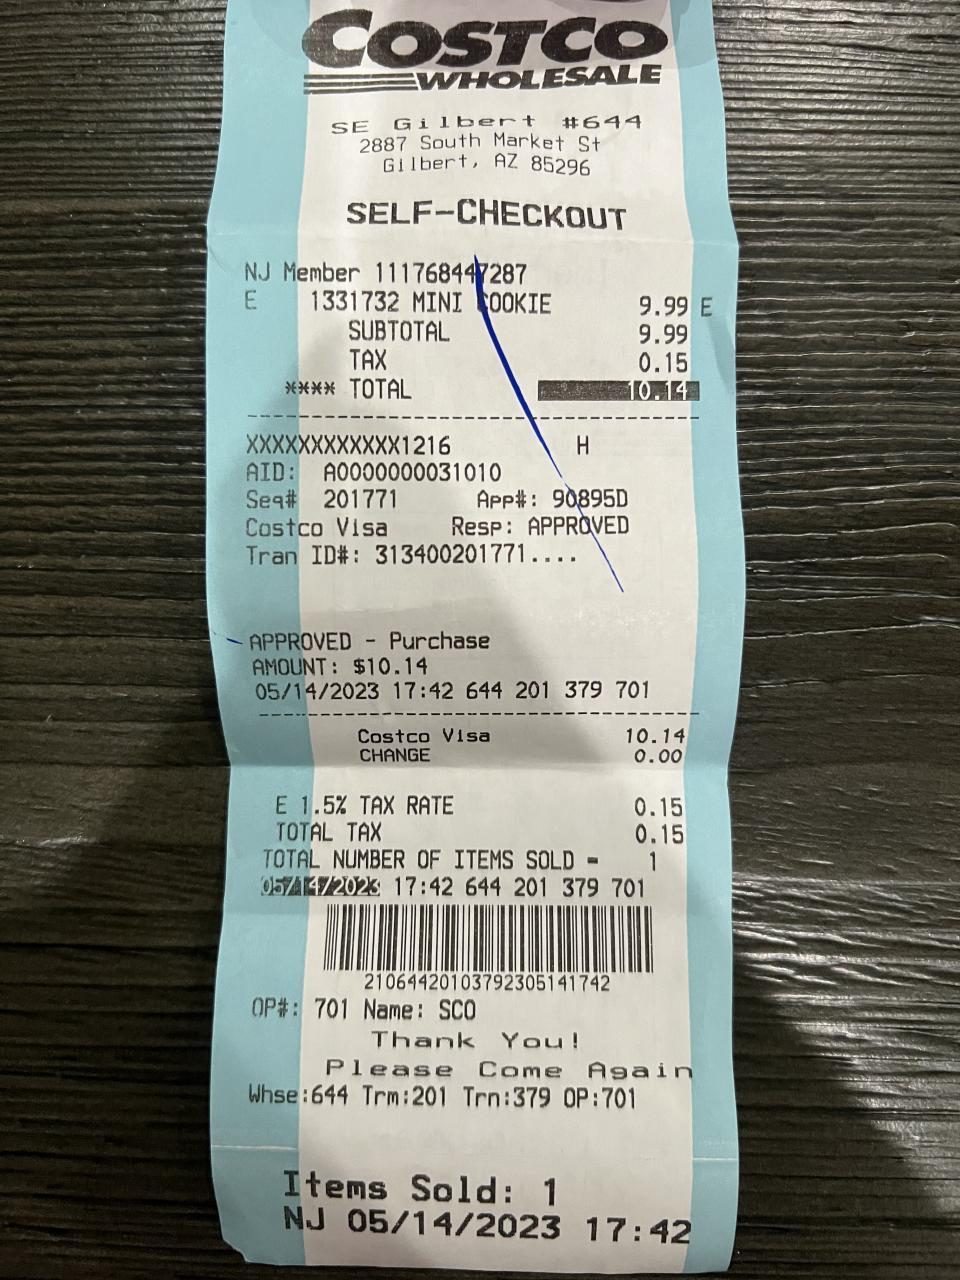 COSTCO
WHOLESALE
SE Gilbert #644
2887 South Market St
Gilbert, AZ 85296
SELF-CHECKOUT
NJ Member 111768447287
E 1331732 MINI COOKIE 9.99 E
SUBTOTAL 9.99
TAX 0.15
**** TOTAL 10.14
XXXXXXXXXXXX1216 H
AID: A0000000031010
Seq# 201771 App#: 90895D
Costco Visa Resp: APPROVED
Tran ID#: 313400201771....
APPROVED - Purchase
AMOUNT: $10.14
05/14/2023 17:42 644 201 379 701
Costco Visa 10.14
CHANGE 0.00
E 1.5% TAX RATE 0.15
TOTAL TAX 0.15
TOTAL NUMBER OF ITEMS SOLD = 1
05/14/2023 17:42 644 201 379 701
21064420103792305141742
OP#: 701 Name: SCO
Thank You!
Please Come Again
Whse:644 Trm:201 Trn:379 OP:701
Items Sold: 1
NJ 05/14/2023 17:42